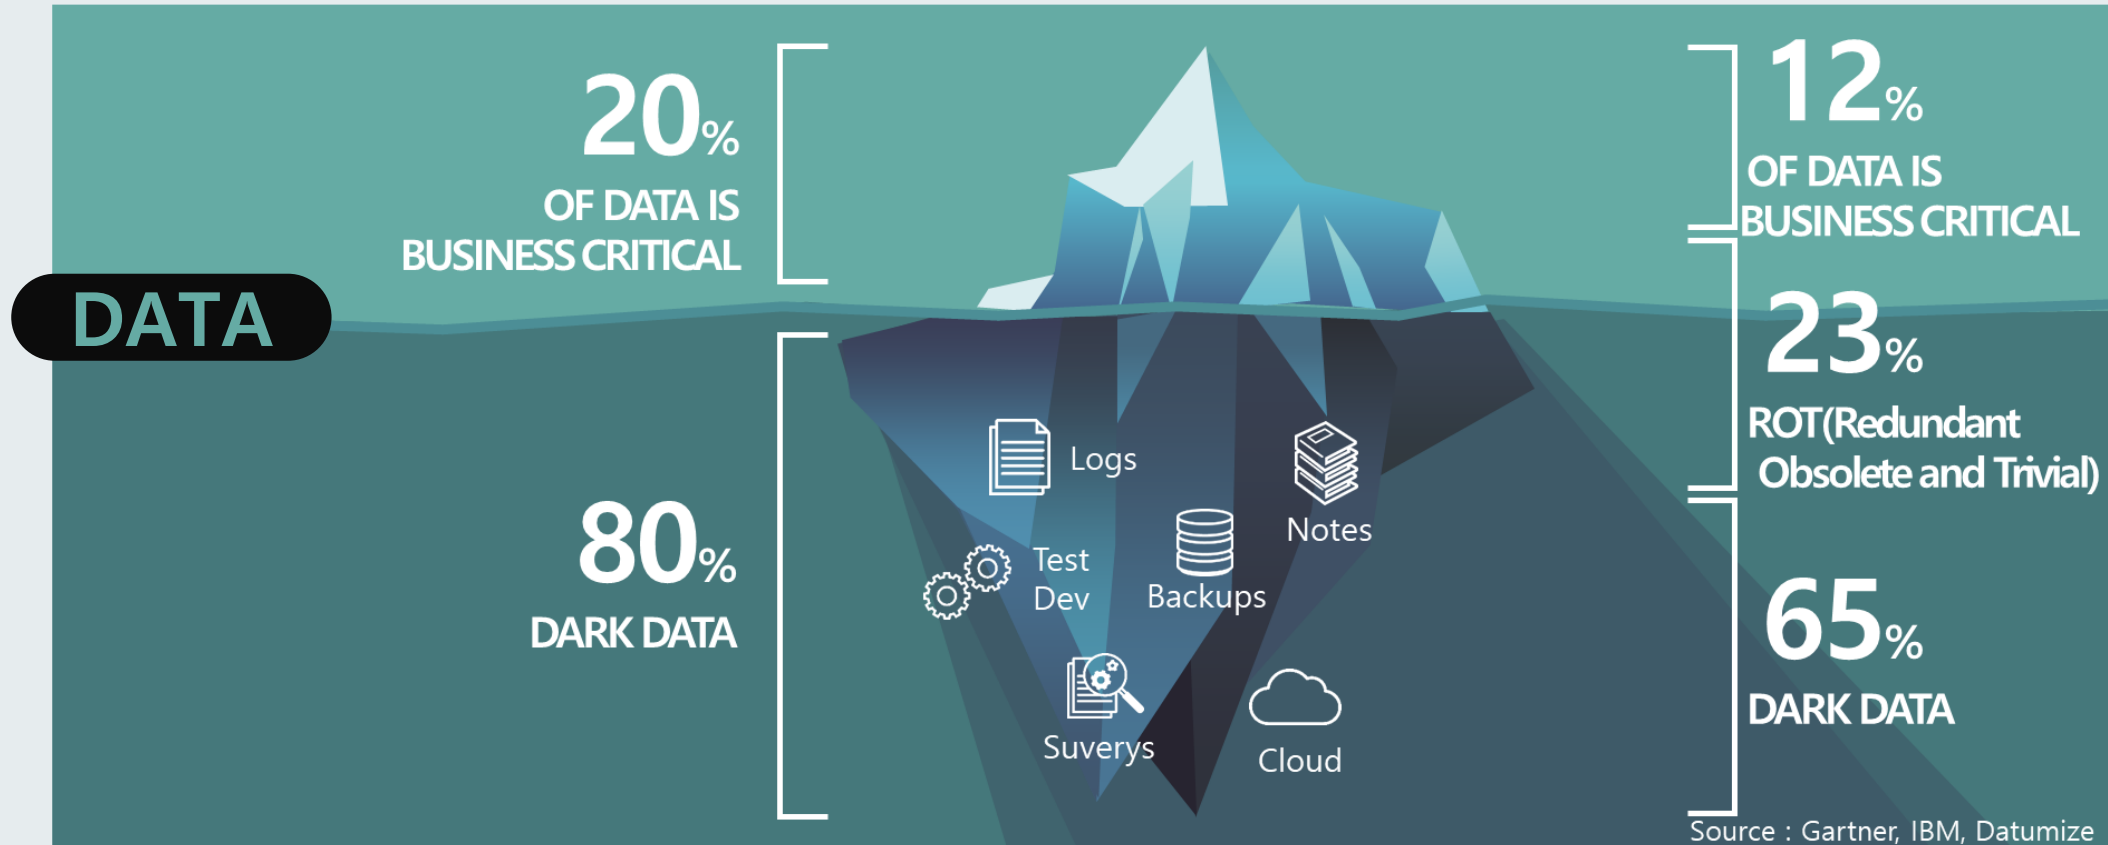 DATA
20%
OF DATA IS
BUSINESS CRITICAL
80%
DARK DATA
Logs
Notes
Test
Dev
Backups
Suverys
Cloud
12%
OF DATA IS
BUSINESS CRITICAL
23%
ROT(Redundant
Obsolete and Trivial)
65%
DARK DATA
Source : Gartner, IBM, Datumize